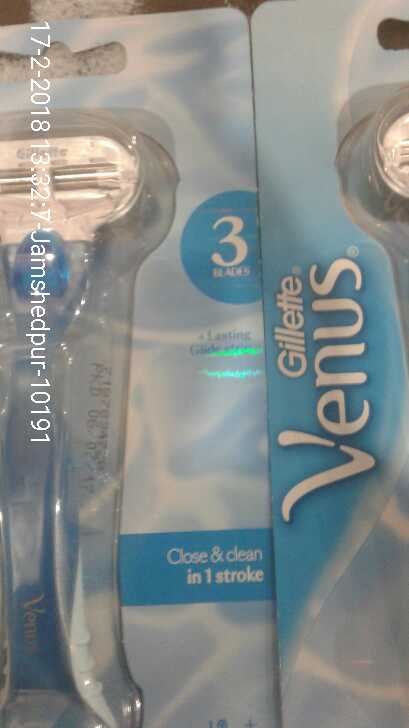 17-2-2018 13:32:Y-Jamshedpur-10191
Gillette
3
BLADES
+ Lasting
Glide
PKD
Close & clean
in 1 stroke
Venus
Gillette®
Venus®